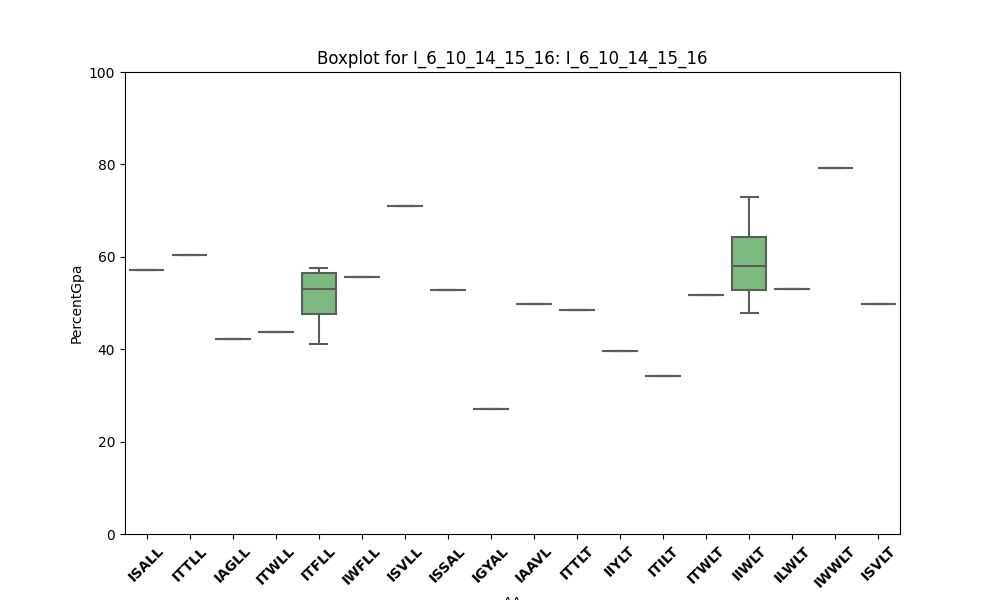 Boxplot for I_6_10_14_15_16: I_6_10_14_15_16
100
80
60
40
20
0
PercentGpa
ISALL ITTLL IAGLL ITWLL ITFLL IWFLL ISVLL ISSAL IGYAL IAAVL ITTLT IIYLT ITILT ITWLT IIWLT ILWLT IWWLT ISVLT